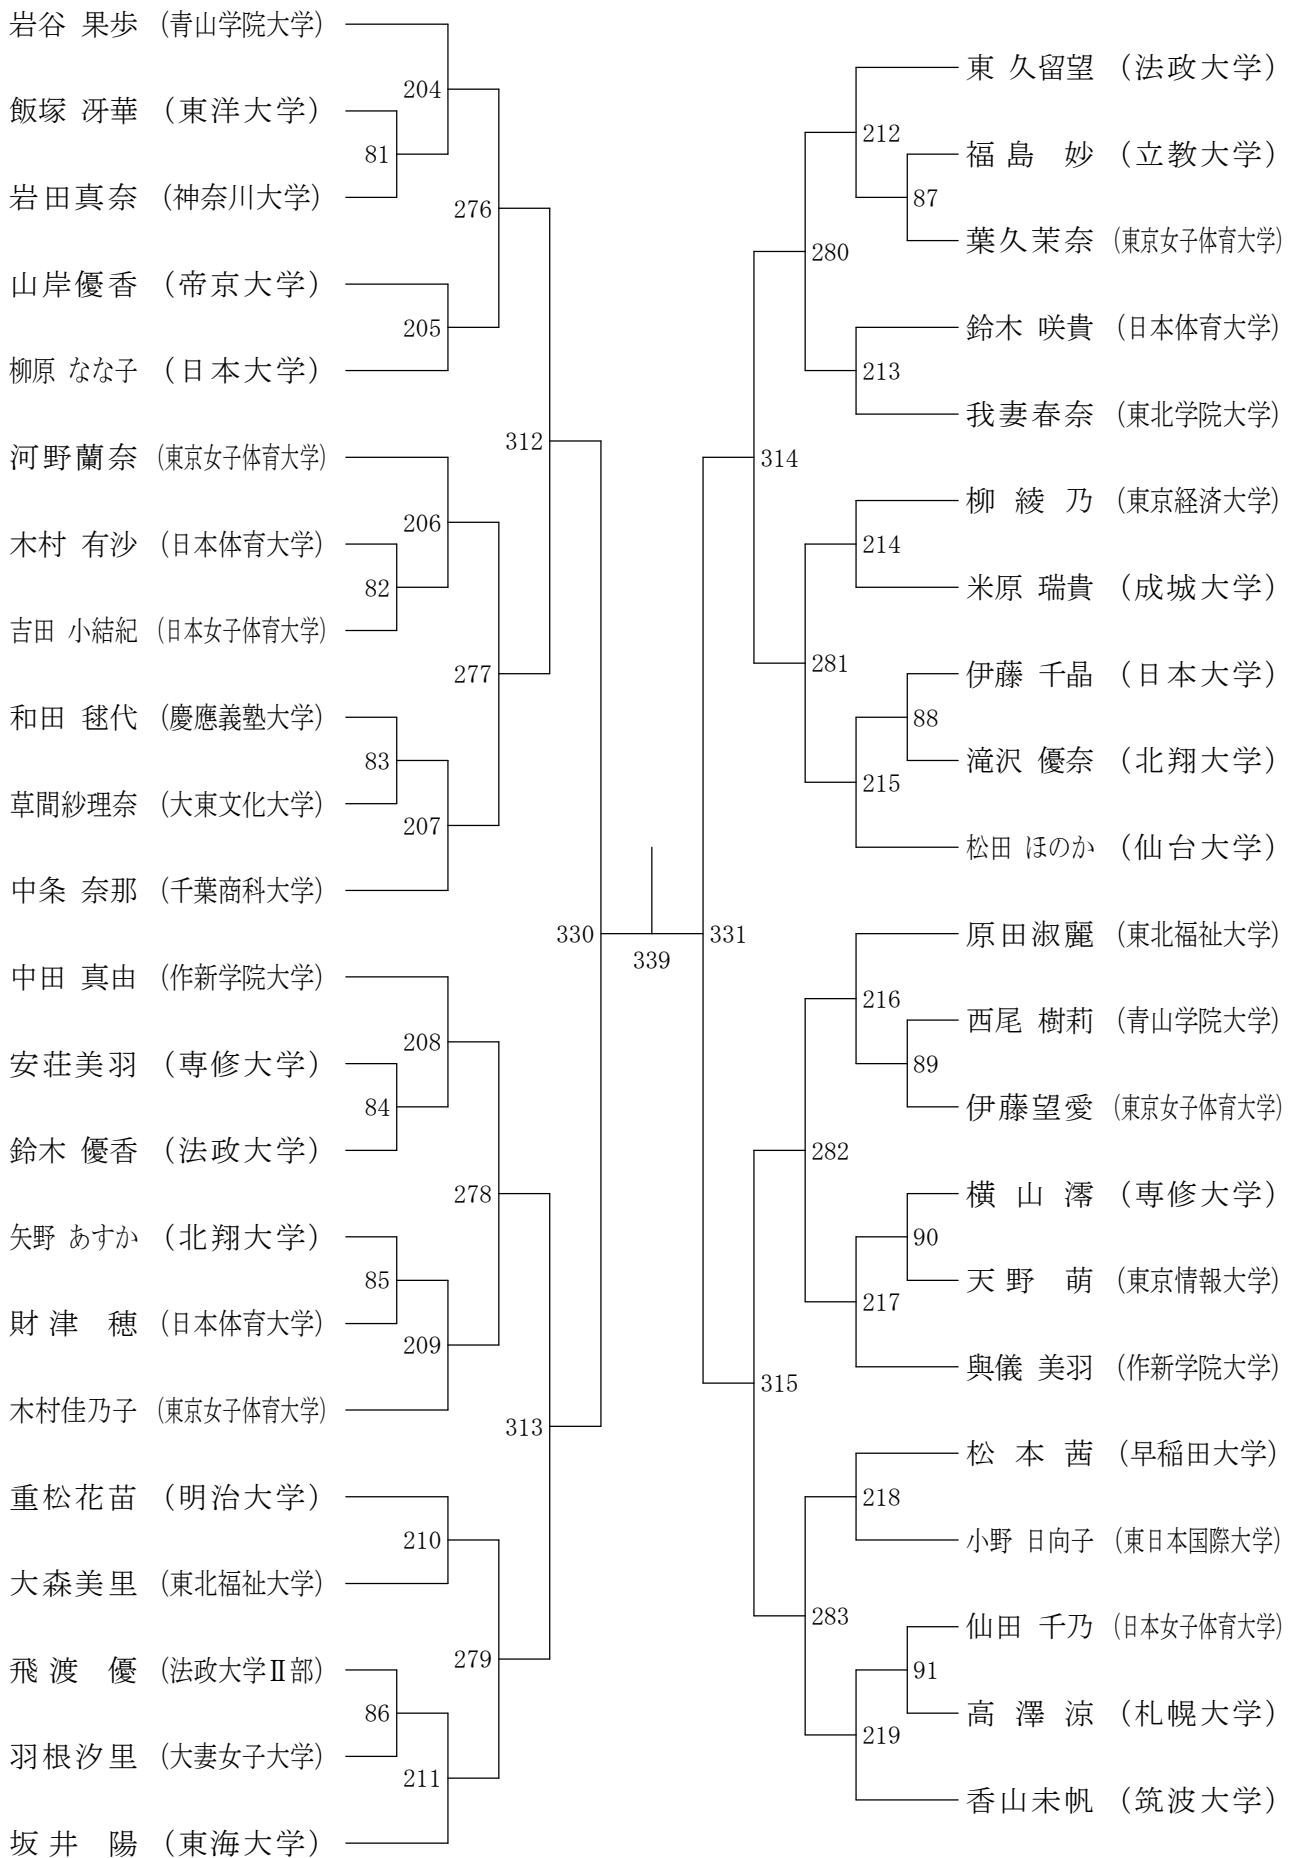 岩谷 果歩 (青山学院大学)
飯塚 冴華 (東洋大学)
岩田真奈 (神奈川大学)
山岸優香 (帝京大学)
柳原 なな子 (日本大学)
河野蘭奈 (東京女子体育大学)
木村 有沙 (日本体育大学)
吉田 小結紀 (日本女子体育大学)
和田 毬代 (慶應義塾大学)
草間紗理奈 (大東文化大学)
中条 奈那 (千葉商科大学)
中田 真由 (作新学院大学)
安荘美羽 (専修大学)
鈴木 優香 (法政大学)
矢野 あすか (北翔大学)
財津 穂 (日本体育大学)
木村佳乃子 (東京女子体育大学)
重松花苗 (明治大学)
大森美里 (東北福祉大学)
飛渡 優 (法政大学Ⅱ部)
羽根汐里 (大妻女子大学)
坂井 陽 (東海大学)
81
82
83
84
85
86
204
205
206
207
208
209
210
211
276
277
278
279
312
313
330
339
331
314
315
280
281
282
283
212
213
214
215
216
217
218
219
87
88
89
90
91
東 久留望 (法政大学)
福島 妙 (立教大学)
葉久茉奈 (東京女子体育大学)
鈴木 咲貴 (日本体育大学)
我妻春奈 (東北学院大学)
柳 綾乃 (東京経済大学)
米原 瑞貴 (成城大学)
伊藤 千晶 (日本大学)
滝沢 優奈 (北翔大学)
松田 ほのか (仙台大学)
原田淑麗 (東北福祉大学)
西尾 樹莉 (青山学院大学)
伊藤望愛 (東京女子体育大学)
横山澪 (専修大学)
天野 萌 (東京情報大学)
與儀 美羽 (作新学院大学)
松本茜 (早稲田大学)
小野 日向子 (東日本国際大学)
仙田 千乃 (日本女子体育大学)
高澤涼 (札幌大学)
香山未帆 (筑波大学)